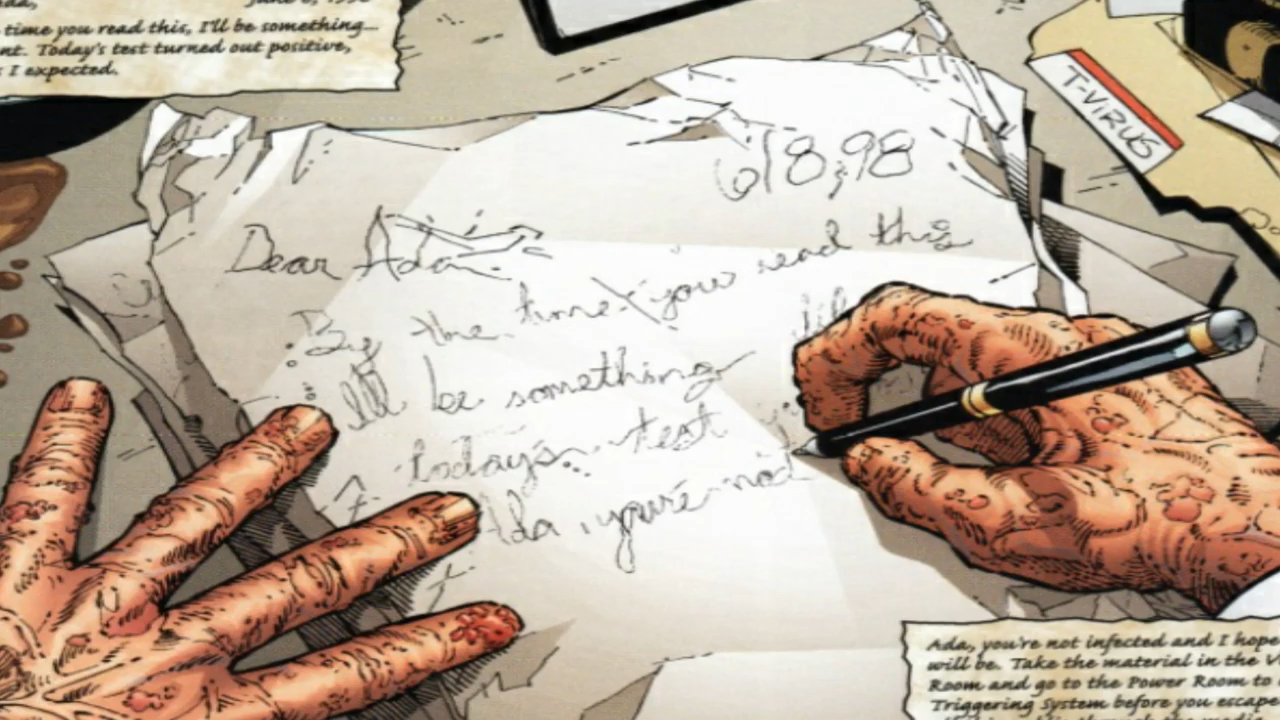 June 8, 1998
time you read this, I'll be something...
Today's test turned out positive,
I expected.
T-VIRUS
6/8,98
Dear Ada,
By the time you read this
I'll be something
today's test
Ada, you're not
Ada, you're not infected and I hope
will be. Take the material in the
Room and go to the Power Room to
Triggering System before you escape